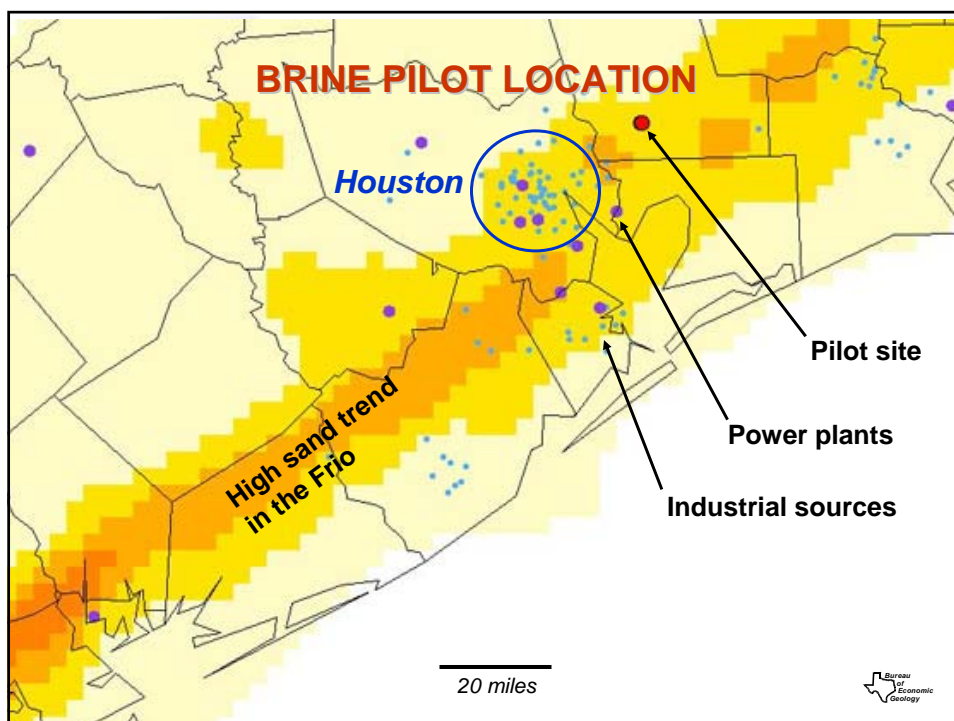 BRINE PILOT LOCATION
Houston
Pilot site
Power plants
Industrial sources
High sand trend
in the Frio
20 miles
Bureau
of
Economic
Geology